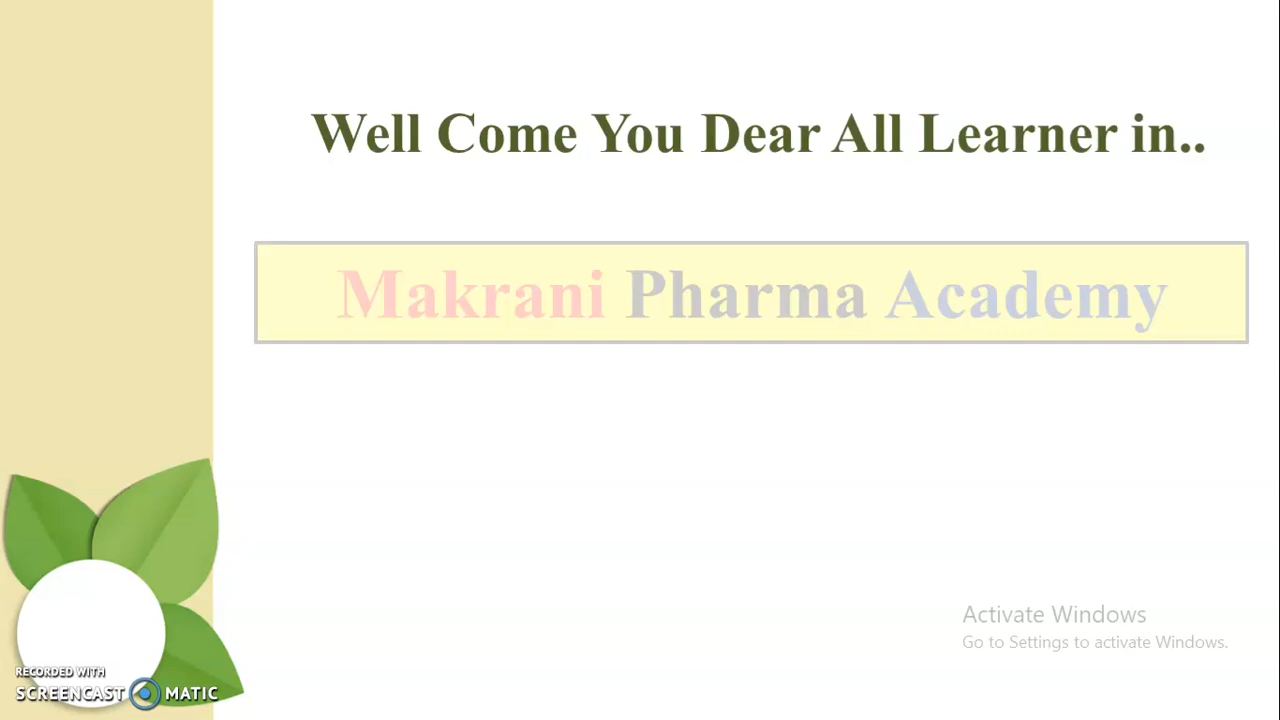 Well Come You Dear All Learner in..
Makrani Pharma Academy
Activate Windows
Go to Settings to activate Windows.
RECORDED WITH
SCREENCAST MATIC